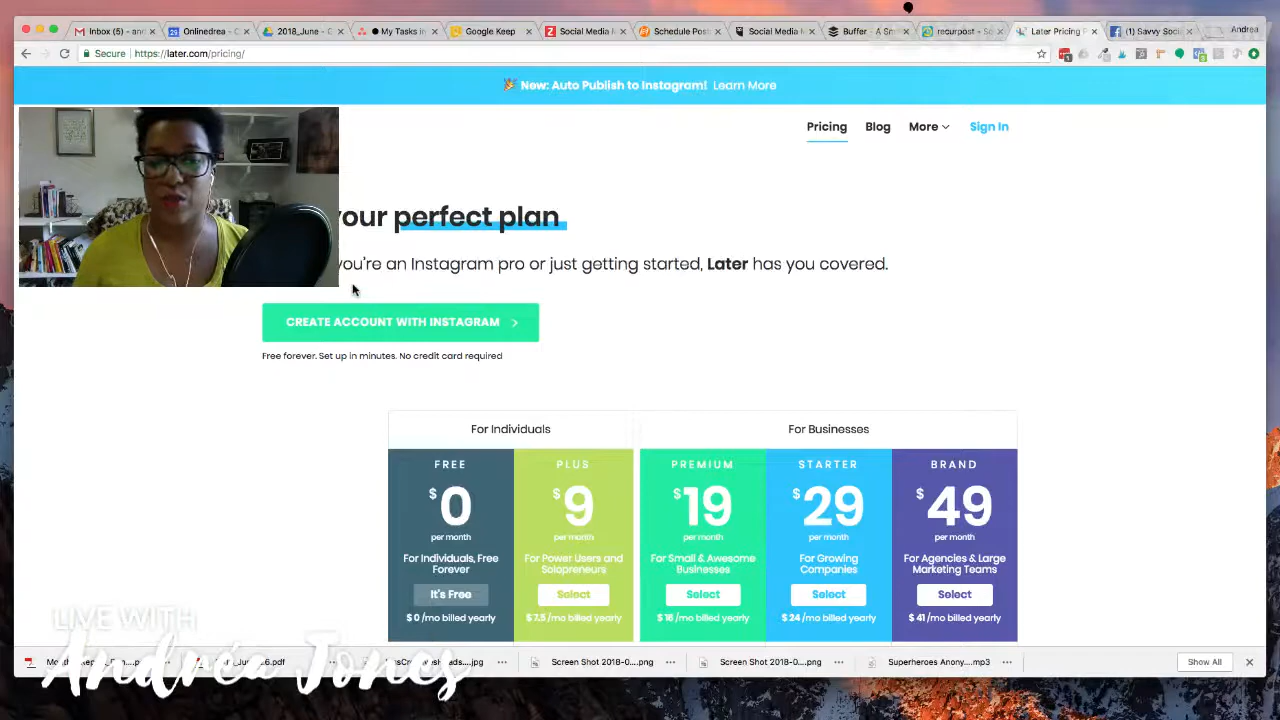 Inbox (5) - an
Onlinedrea - C
2018_June - G
● My Tasks in
Google Keep
Social Media
Schedule Post
Social Media
Buffer - A Sm
recurpost - So
Later Pricing P
(1) Savvy Soci
Andrea
Secure
https://later.com/pricing/
New: Auto Publish to Instagram! Learn More
Pricing
Blog
More
Sign In
your perfect plan
you're an Instagram pro or just getting started, Later has you covered.
CREATE ACCOUNT WITH INSTAGRAM
Free forever. Set up in minutes. No credit card required
For Individuals
For Businesses
FREE
PLUS
PREMIUM
STARTER
BRAND
$0
$9
$19
$29
$49
per month
per month
per month
per month
per month
For Individuals, Free
Forever
For Power Users and
Solopreneurs
For Small & Awesome
Businesses
For Growing
Companies
For Agencies & Large
Marketing Teams
It's Free
Select
Select
Select
Select
$ 0 /mo billed yearly
$ 7.5 /mo billed yearly
$ 16 /mo billed yearly
$ 24 /mo billed yearly
$ 41 /mo billed yearly
LIVE WITH
Andréa Jones
Screen Shot 2018-0....png
Screen Shot 2018-0....png
Superheroes Anony....mp3
Show All